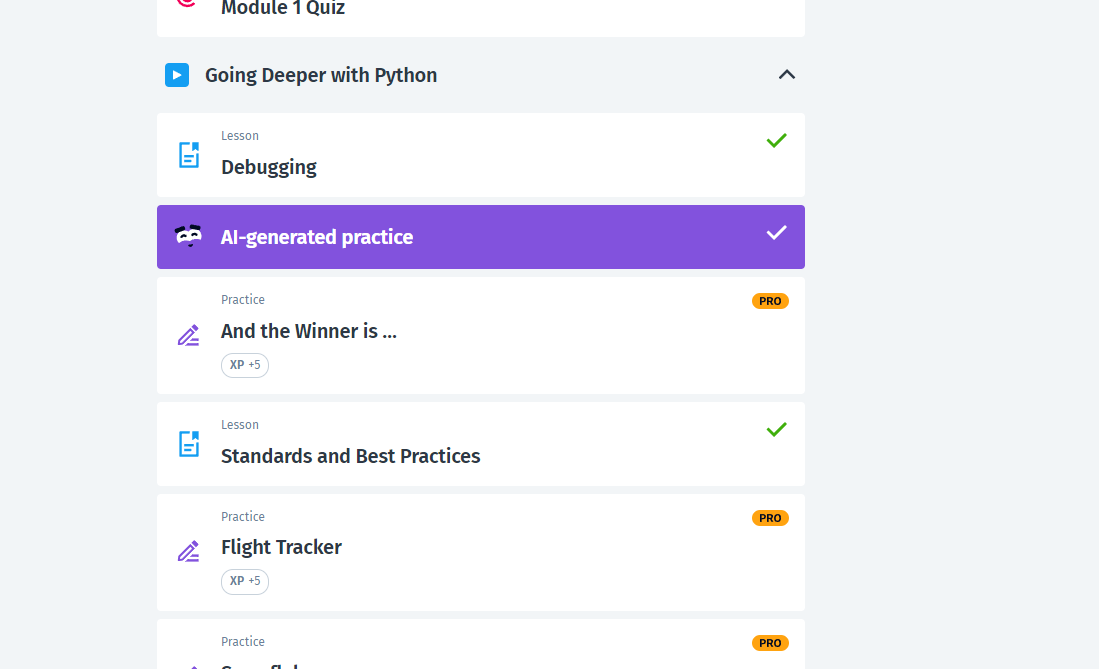 Module 1 Quiz
Going Deeper with Python
Lesson
Debugging
AI-generated practice
Practice
PRO
And the Winner is ...
XP +5
Lesson
Standards and Best Practices
Practice
PRO
Flight Tracker
XP +5
Practice
PRO